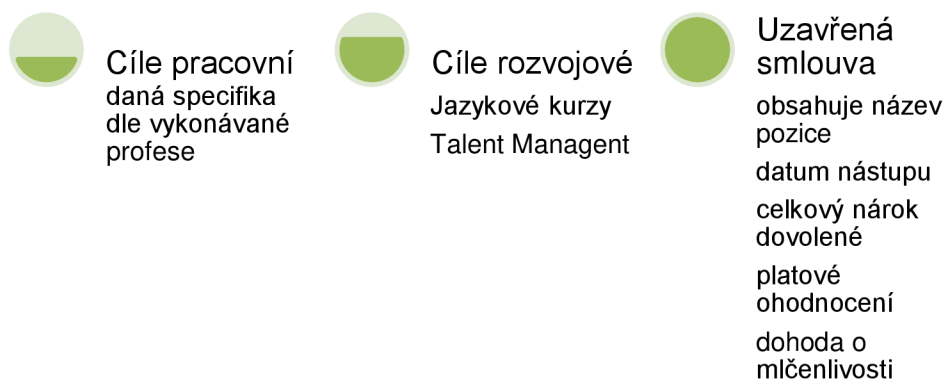 Cíle pracovní
daná specifika
dle vykonávané
profese
Cíle rozvojové
Jazykové kurzy
Talent Managent
Uzavřená
smlouva
obsahuje název
pozice
datum nástupu
celkový nárok
dovolené
platové
ohodnocení
dohoda o
mlčenlivosti